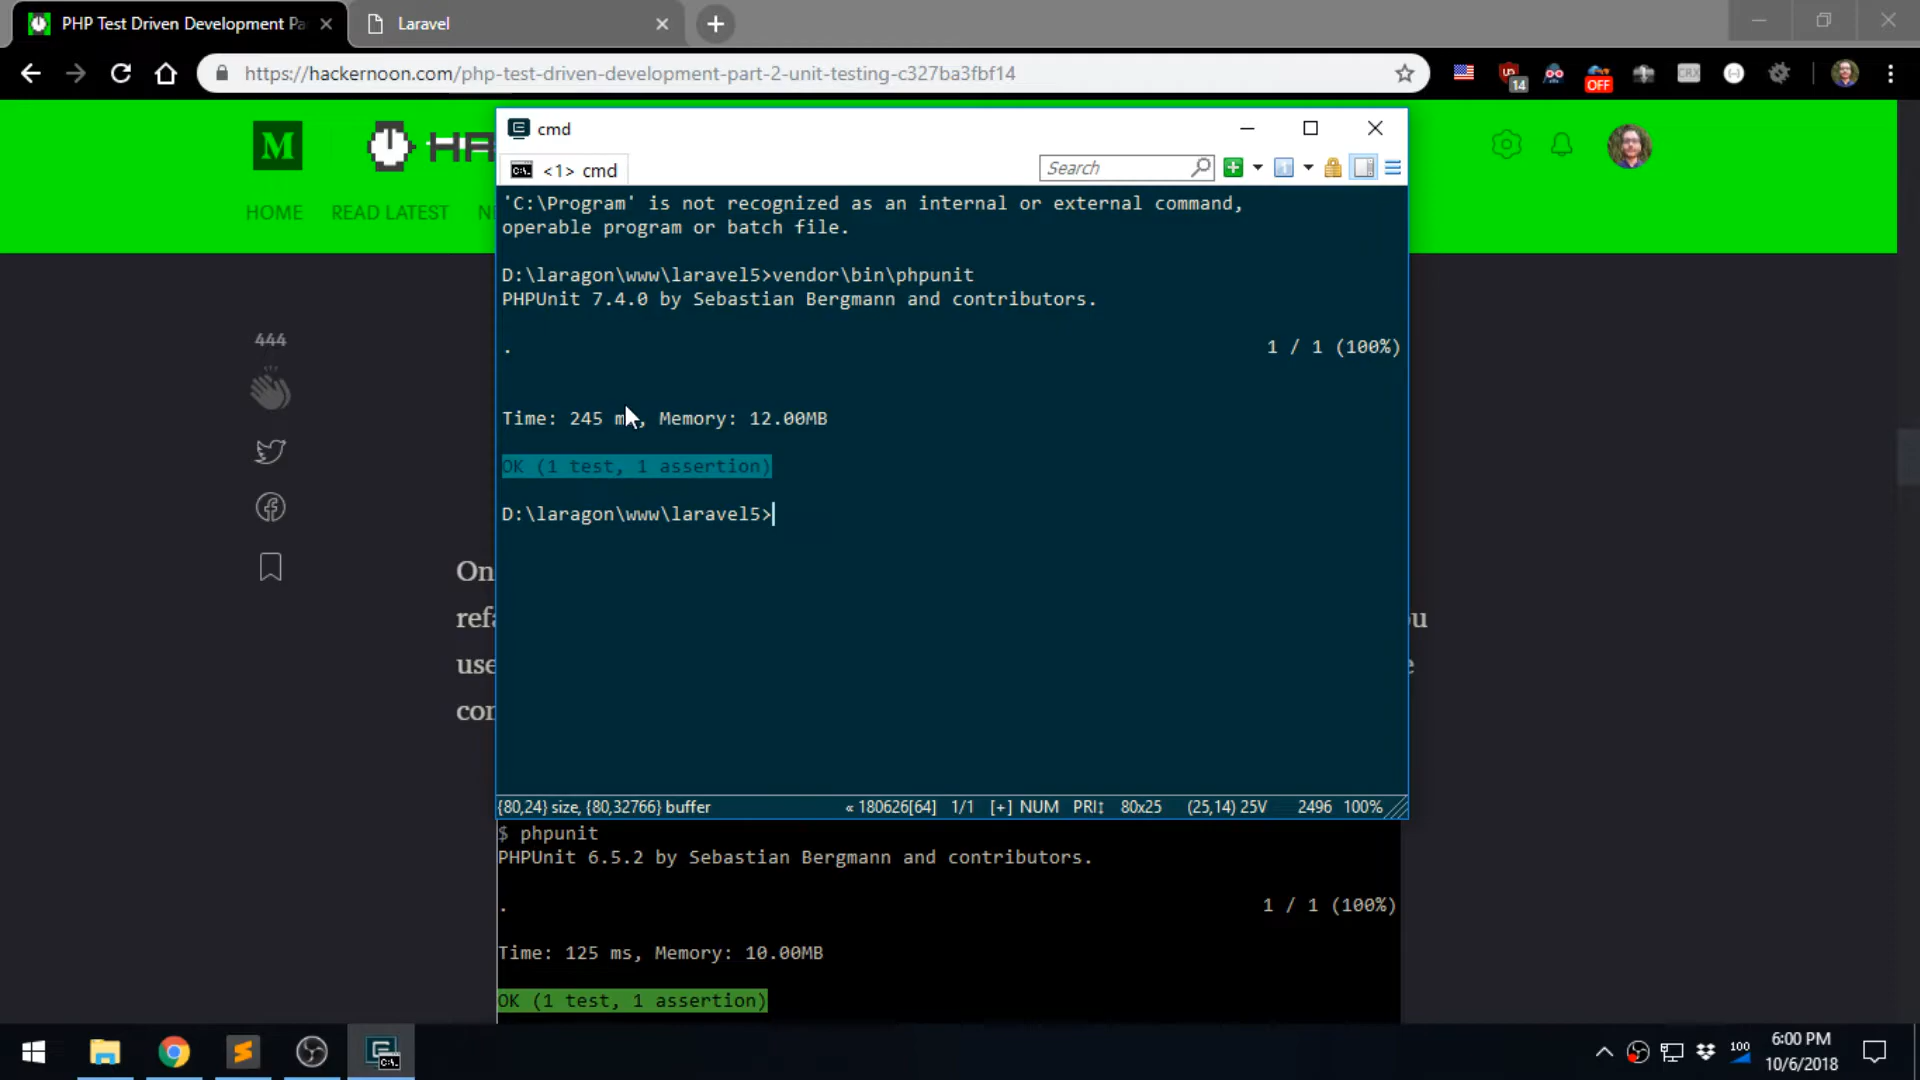 PHP Test Driven Development Pa
Laravel
https://hackernoon.com/php-test-driven-development-part-2-unit-testing-c327ba3fbf14
14
OFF
CRX
M
HA
cmd
<1> cmd
Search
HOME
READ LATEST
'C:\Program' is not recognized as an internal or external command,
operable program or batch file.
D:\laragon\www\laravel5>vendor\bin\phpunit
PHPUnit 7.4.0 by Sebastian Bergmann and contributors.
444
.
1 / 1 (100%)
Time: 245 m, Memory: 12.00MB
OK (1 test, 1 assertion)
D:\laragon\www\laravel5>
On
refa
u
use
e
con
{80,24} size, {80,32766} buffer
« 180626[64] 1/1 [+] NUM PRI↕ 80x25 (25,14) 25V 2496 100%
$ phpunit
PHPUnit 6.5.2 by Sebastian Bergmann and contributors.
.
1 / 1 (100%)
Time: 125 ms, Memory: 10.00MB
OK (1 test, 1 assertion)
100
6:00 PM
10/6/2018